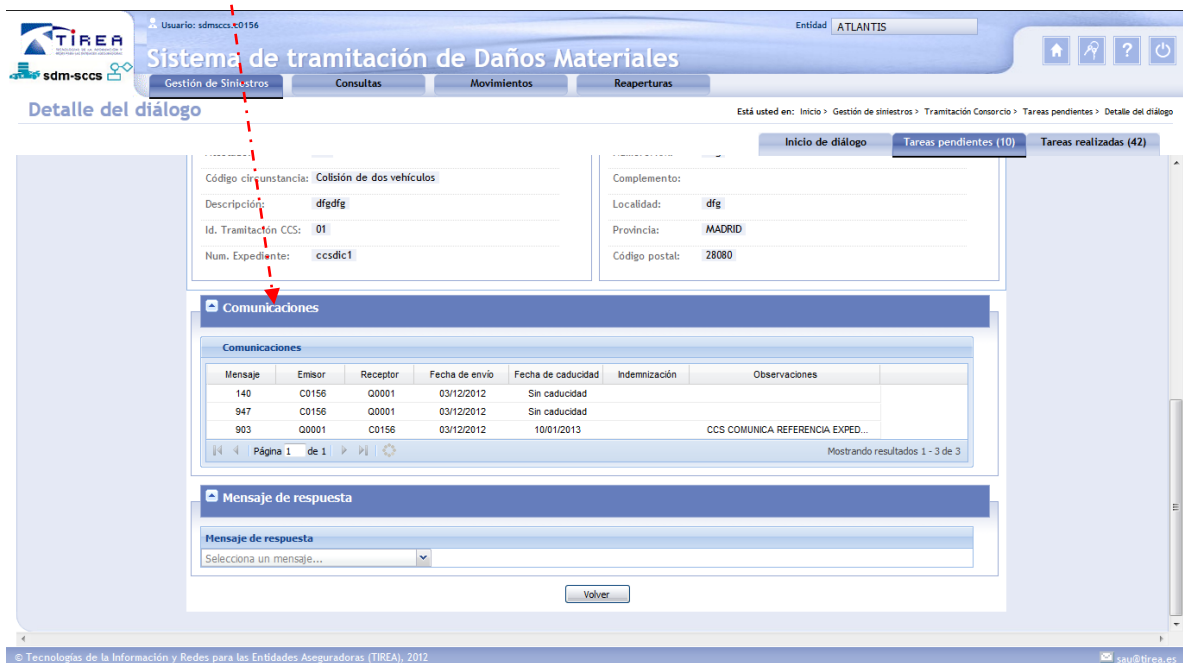 Usuario: sdmsccs.c0156
Entidad ATLANTIS
TIREA
sdm-sccs
Sistema de tramitación de Daños Materiales
Gestión de Siniestros Consultas Movimientos Reaperturas
Detalle del diálogo
Está usted en: Inicio > Gestión de siniestros > Tramitación Consorcio > Tareas pendientes > Detalle del diálogo
Inicio de diálogo Tareas pendientes (10) Tareas realizadas (42)
Código circunstancia: Colisión de dos vehículos
Complemento:
Descripción: dfgdfg
Localidad: dfg
Id. Tramitación CCS: 01
Provincia: MADRID
Num. Expediente: ccsdic1
Código postal: 28080
Comunicaciones
Comunicaciones
Mensaje Emisor Receptor Fecha de envío Fecha de caducidad Indemnización Observaciones
140 C0156 Q0001 03/12/2012 Sin caducidad
947 C0156 Q0001 03/12/2012 Sin caducidad
903 Q0001 C0156 03/12/2012 10/01/2013 CCS COMUNICA REFERENCIA EXPED...
Página 1 de 1
Mostrando resultados 1 - 3 de 3
Mensaje de respuesta
Mensaje de respuesta
Selecciona un mensaje...
Volver
© Tecnologías de la Información y Redes para las Entidades Aseguradoras (TIREA), 2012
sau@tirea.es